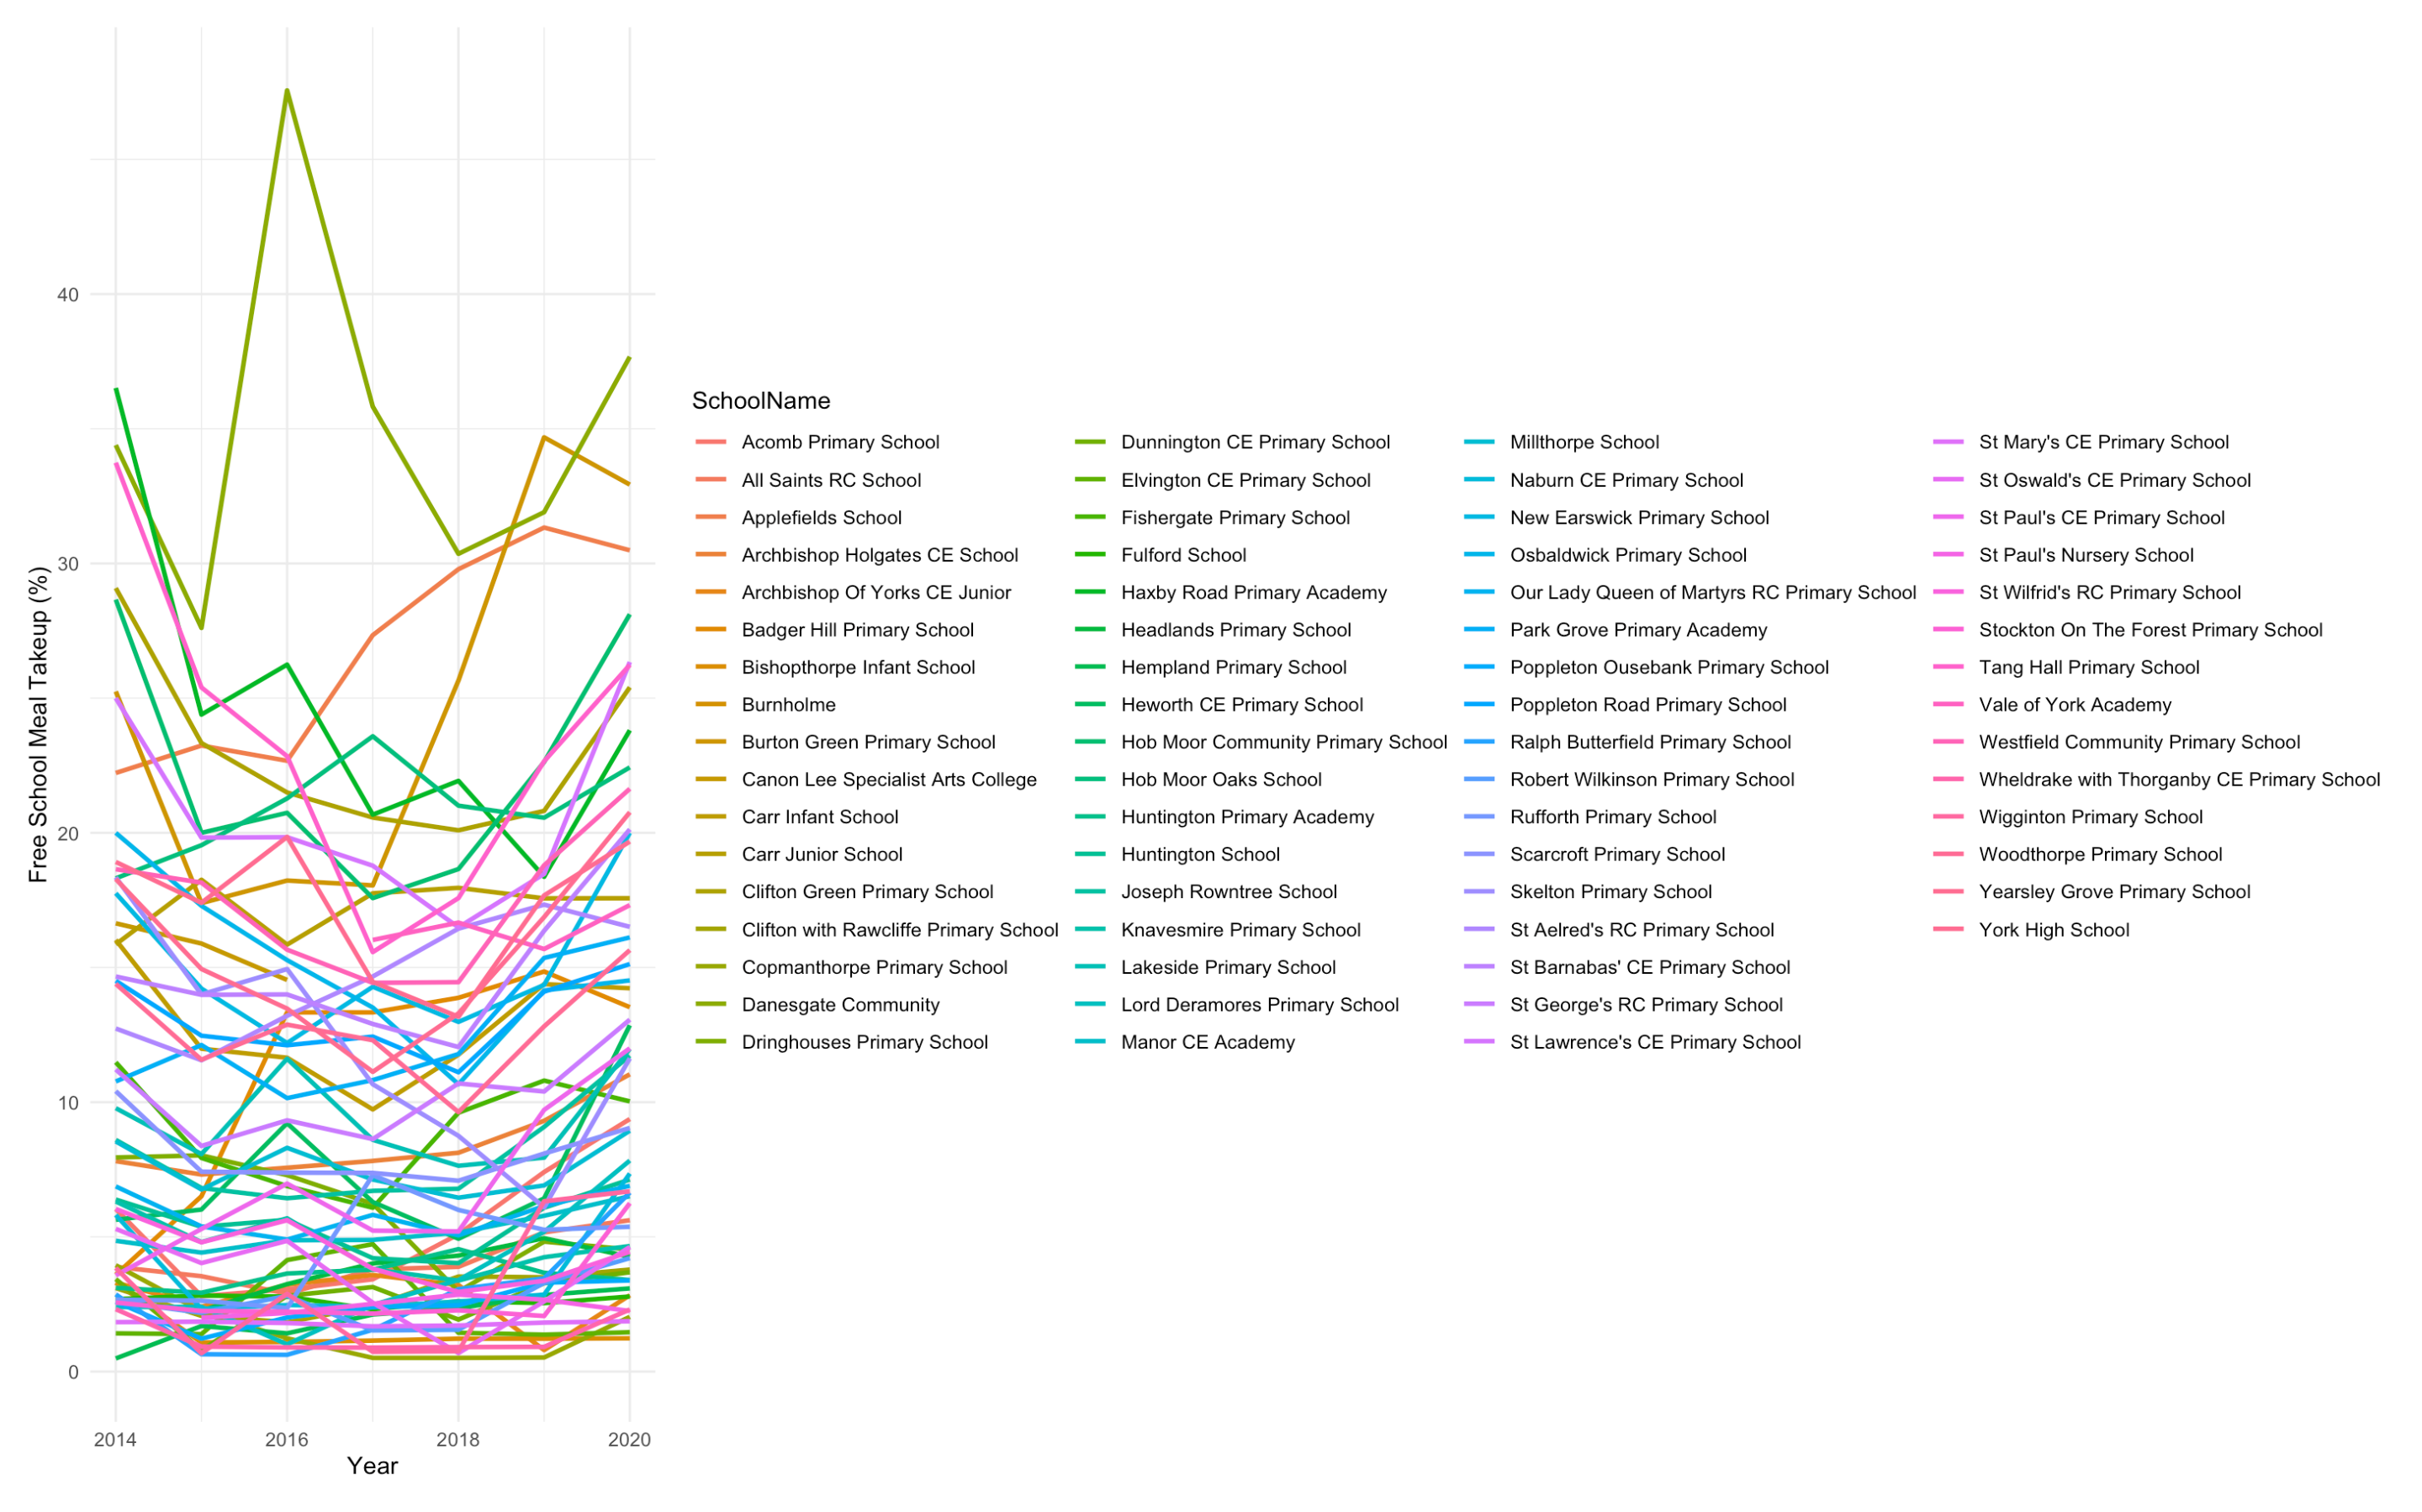 Free School Meal Takeup (%)
40
30
20
10
0
2014
2016
2018
2020
Year
SchoolName
Acomb Primary School
All Saints RC School
Applefields School
Archbishop Holgates CE School
Archbishop Of Yorks CE Junior
Badger Hill Primary School
Bishopthorpe Infant School
Burnholme
Burton Green Primary School
Canon Lee Specialist Arts College
Carr Infant School
Carr Junior School
Clifton Green Primary School
Clifton with Rawcliffe Primary School
Copmanthorpe Primary School
Danesgate Community
Dringhouses Primary School
Dunnington CE Primary School
Elvington CE Primary School
Fishergate Primary School
Fulford School
Haxby Road Primary Academy
Headlands Primary School
Hempland Primary School
Heworth CE Primary School
Hob Moor Community Primary School
Hob Moor Oaks School
Huntington Primary Academy
Huntington School
Joseph Rowntree School
Knavesmire Primary School
Lakeside Primary School
Lord Deramores Primary School
Manor CE Academy
Millthorpe School
Naburn CE Primary School
New Earswick Primary School
Osbaldwick Primary School
Our Lady Queen of Martyrs RC Primary School
Park Grove Primary Academy
Poppleton Ousebank Primary School
Poppleton Road Primary School
Ralph Butterfield Primary School
Robert Wilkinson Primary School
Rufforth Primary School
Scarcroft Primary School
Skelton Primary School
St Aelred's RC Primary School
St Barnabas' CE Primary School
St George's RC Primary School
St Lawrence's CE Primary School
St Mary's CE Primary School
St Oswald's CE Primary School
St Paul's CE Primary School
St Paul's Nursery School
St Wilfrid's RC Primary School
Stockton On The Forest Primary School
Tang Hall Primary School
Vale of York Academy
Westfield Community Primary School
Wheldrake with Thorganby CE Primary School
Wigginton Primary School
Woodthorpe Primary School
Yearsley Grove Primary School
York High School